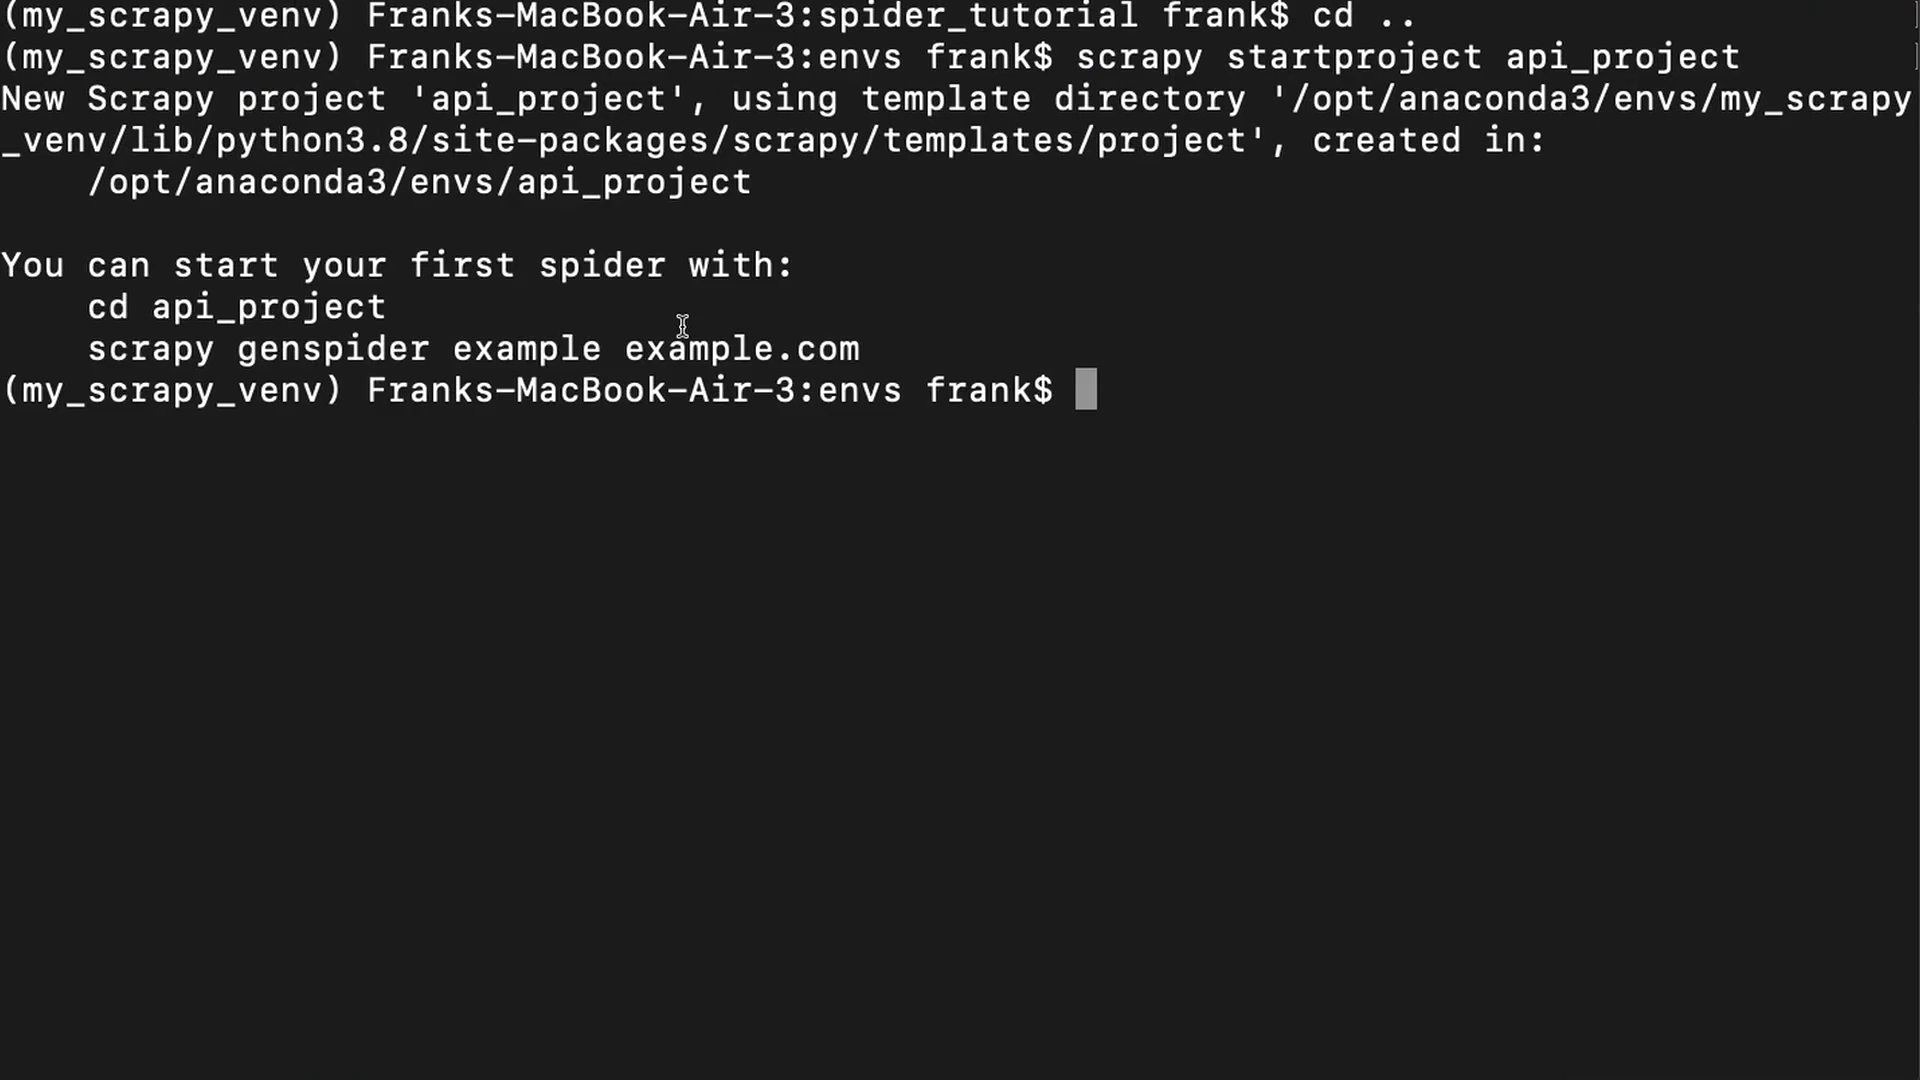 (my_scrapy_venv) Franks-MacBook-Air-3:spider_tutorial frank$ cd ..
(my_scrapy_venv) Franks-MacBook-Air-3:envs frank$ scrapy startproject api_project
New Scrapy project 'api_project', using template directory '/opt/anaconda3/envs/my_scrapy
_venv/lib/python3.8/site-packages/scrapy/templates/project', created in:
    /opt/anaconda3/envs/api_project

You can start your first spider with:
    cd api_project
    scrapy genspider example example.com
(my_scrapy_venv) Franks-MacBook-Air-3:envs frank$